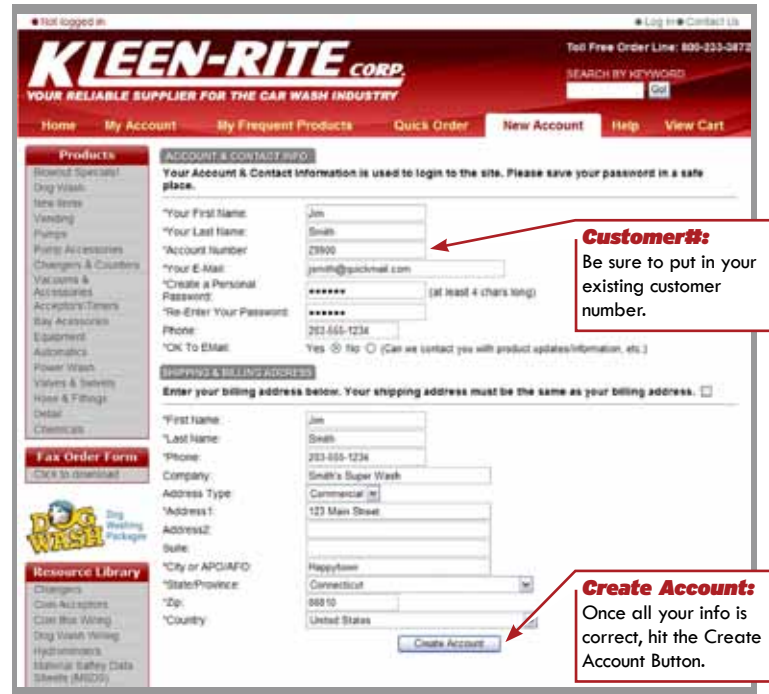 Not logged in
Log In Contact Us
KLEEN-RITE CORP.
YOUR RELIABLE SUPPLIER FOR THE CAR WASH INDUSTRY
Toll Free Order Line: 800-233-3873
SEARCH BY KEYWORD
Go!
Home My Account My Frequent Products Quick Order New Account Help View Cart
Products
Blowout Specials!
Dog Wash
New Items
Vending
Pumps
Pump Accessories
Changers & Counters
Vacuums & Accessories
Acceptors/Timers
Bay Acessories
Equipment
Automatics
Power Wash
Valves & Swivels
Hose & Fittings
Detail
Chemicals
Fax Order Form
Click to download
DOG WASH
Dog Washing Packages
Resource Library
Changers
Coin Acceptors
Coin Box Wiring
Dog Wash Wiring
Hydrominders
Material Saftey Data
Sheets (MSDS)
ACCOUNT & CONTACT INFO
Your Account & Contact Information is used to login to the site. Please save your password in a safe
place.
*Your First Name: Jim
*Your Last Name: Smith
*Account Number 29900
*Your E-Mail: jsmith@quickmail.com
*Create a Personal
Password: •••••• (at least 4 chars long)
*Re-Enter Your Password: ••••••
Phone: 203-555-1234
*OK To EMail: Yes No (Can we contact you with product updates/information, etc.)
SHIPPING & BILLING ADDRESS
Enter your billing address below. Your shipping address must be the same as your billing address.
*First Name: Jim
*Last Name: Smith
*Phone: 203-555-1234
Company: Smith's Super Wash
Address Type: Commercial
*Address1: 123 Main Street
Address2:
Suite:
*City or APO/AFO: Happytown
*State/Province: Connecticut
*Zip: 06810
*Country: United States
Create Account
Customer#:
Be sure to put in your
existing customer
number.
Create Account:
Once all your info is
correct, hit the Create
Account Button.